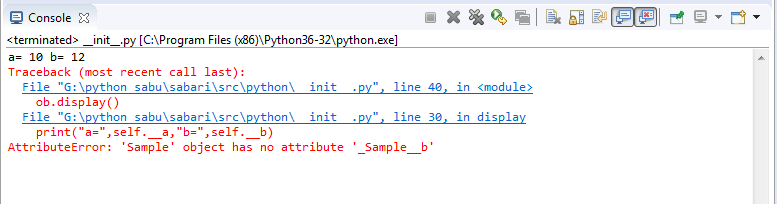 Console
<terminated> __init__.py [C:\Program Files (x86)\Python36-32\python.exe]
a= 10 b= 12
Traceback (most recent call last):
File "G:\python sabu\sabari\src\python\__init__.py", line 40, in <module>
ob.display()
File "G:\python sabu\sabari\src\python\__init__.py", line 30, in display
print("a=",self.__a,"b=",self.__b)
AttributeError: 'Sample' object has no attribute '_Sample__b'